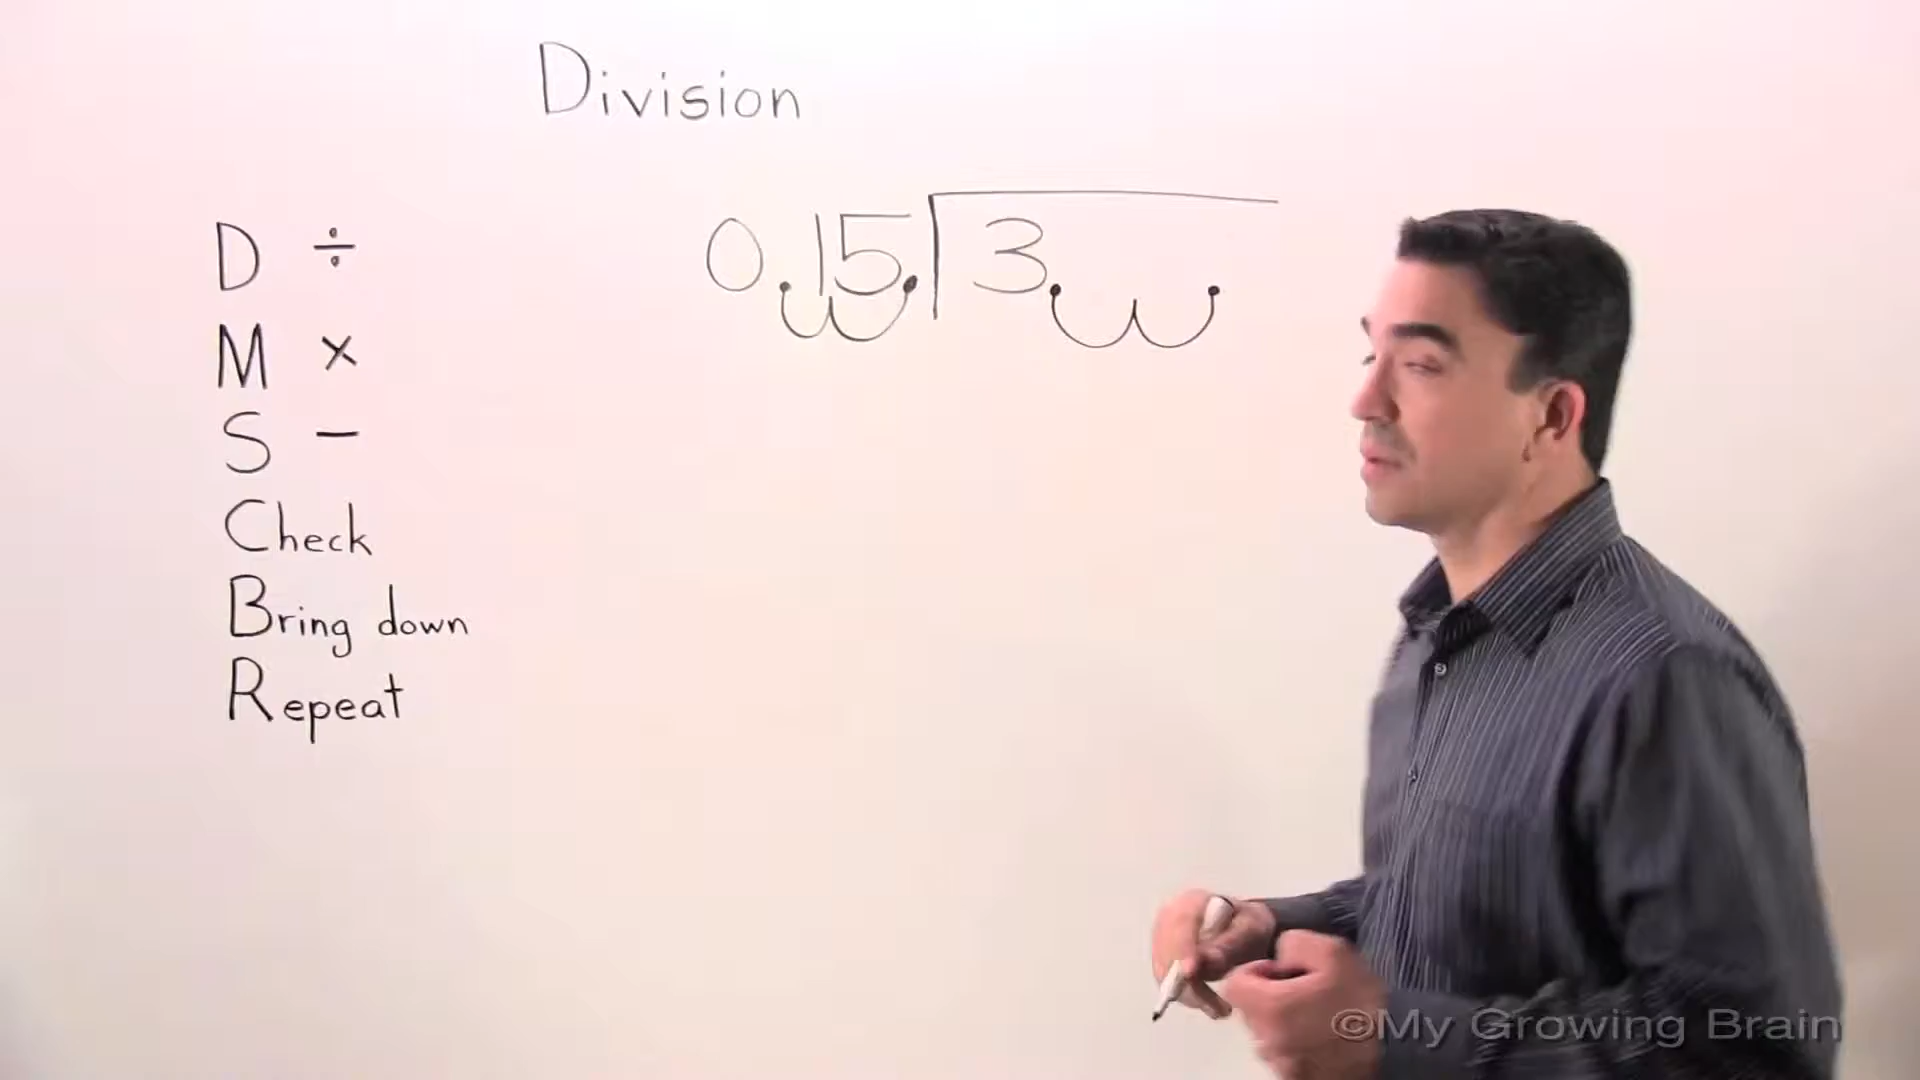 Division
0.15. 3. .
D ÷
M ×
S −
Check
Bring down
Repeat
©My Growing Brain